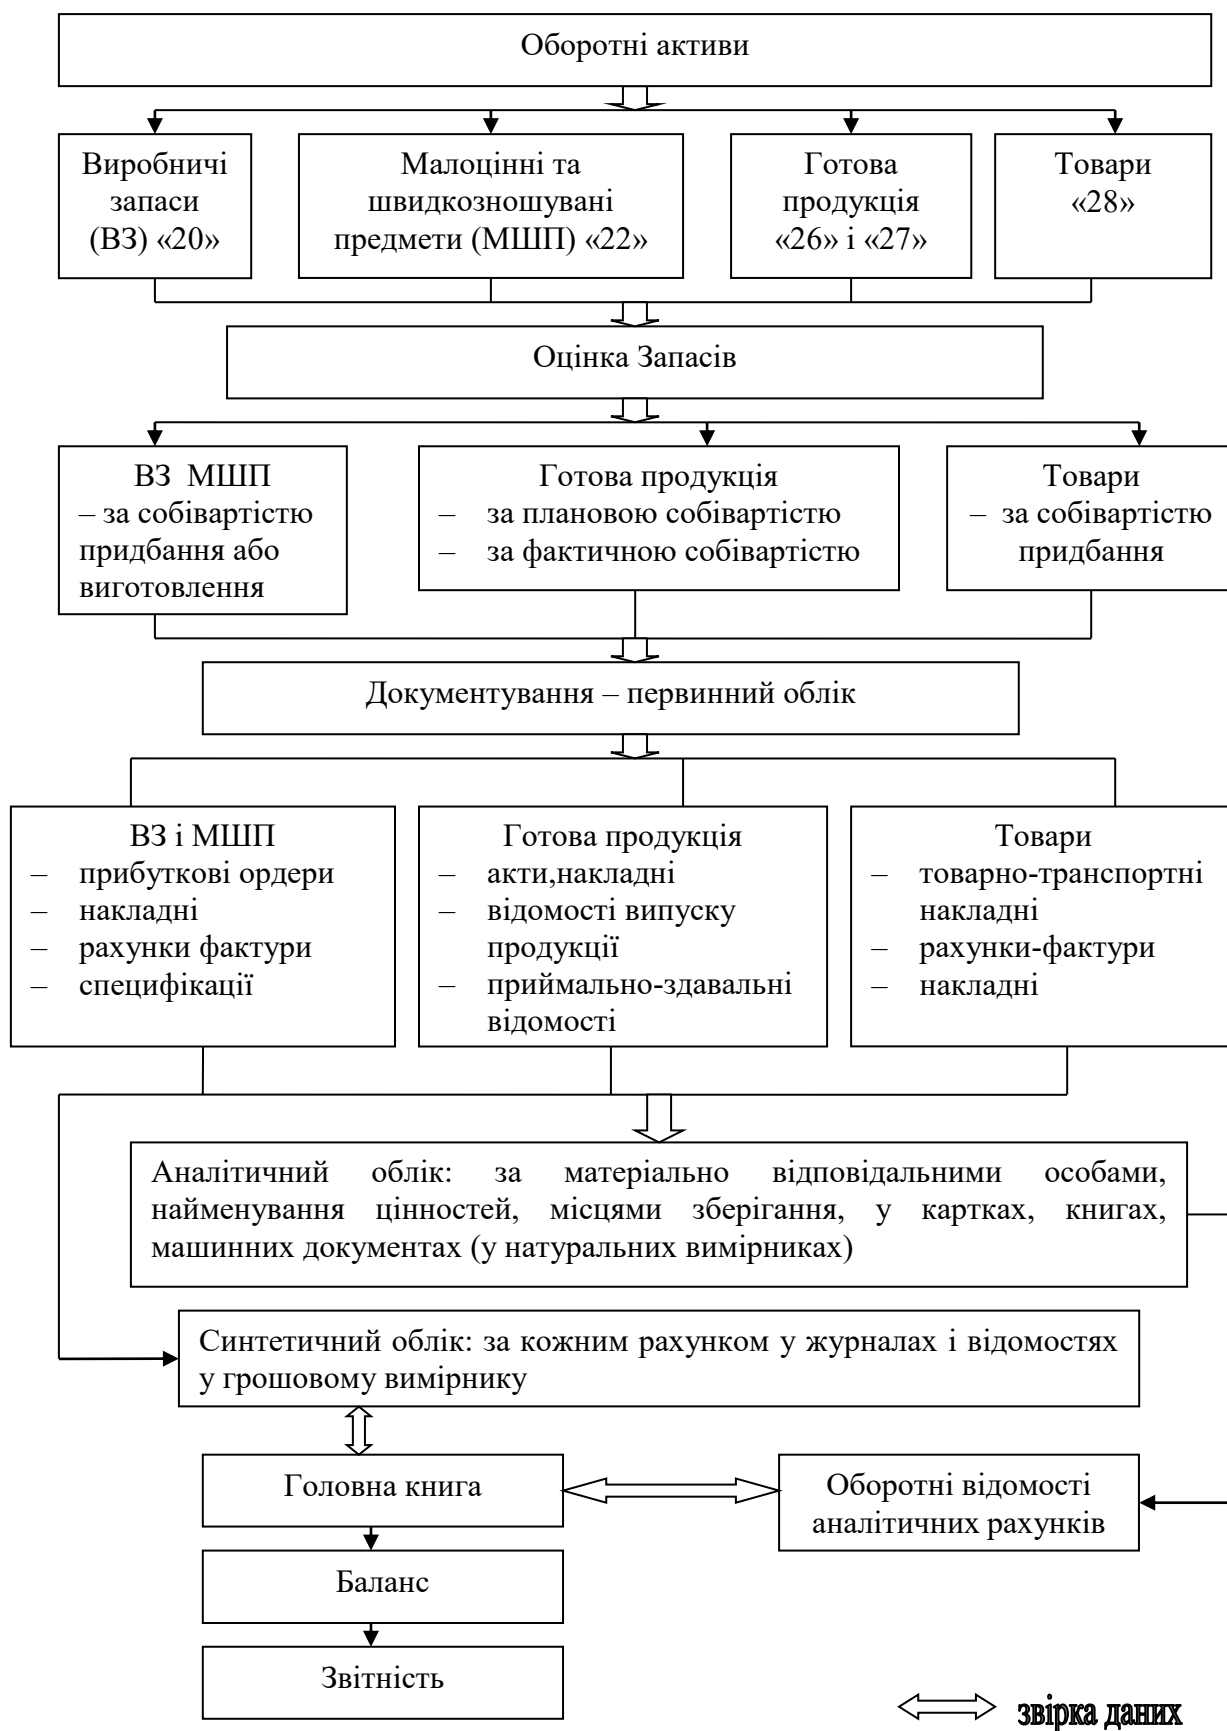 Оборотні активи
Виробничі
запаси
(ВЗ) «20»
Малоцінні та
швидкозношувані
предмети (МШП) «22»
Готова
продукція
«26» і «27»
Товари
«28»
Оцінка Запасів
ВЗ МШП
– за собівартістю
придбання або
виготовлення
Готова продукція
– за плановою собівартістю
– за фактичною собівартістю
Товари
– за собівартістю
придбання
Документування – первинний облік
ВЗ і МШП
– прибуткові ордери
– накладні
– рахунки фактури
– специфікації
Готова продукція
– акти,накладні
– відомості випуску
продукції
– приймально-здавальні
відомості
Товари
– товарно-транспортні
накладні
– рахунки-фактури
– накладні
Аналітичний облік: за матеріально відповідальними особами,
найменування цінностей, місцями зберігання, у картках, книгах,
машинних документах (у натуральних вимірниках)
Синтетичний облік: за кожним рахунком у журналах і відомостях
у грошовому вимірнику
Головна книга
Оборотні відомості
аналітичних рахунків
Баланс
Звітність
звірка даних